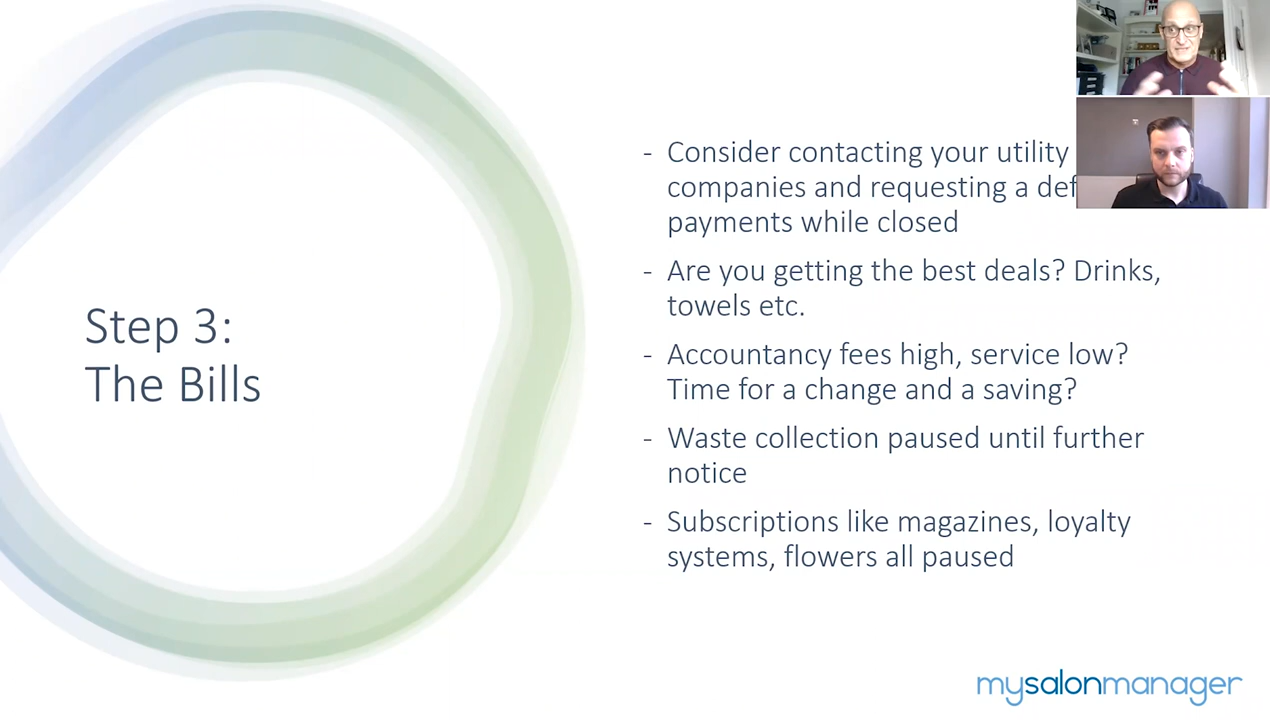 Step 3:
The Bills
- Consider contacting your utility
companies and requesting a
payments while closed
- Are you getting the best deals? Drinks,
towels etc.
- Accountancy fees high, service low?
Time for a change and a saving?
- Waste collection paused until further
notice
- Subscriptions like magazines, loyalty
systems, flowers all paused
mysalonmanager